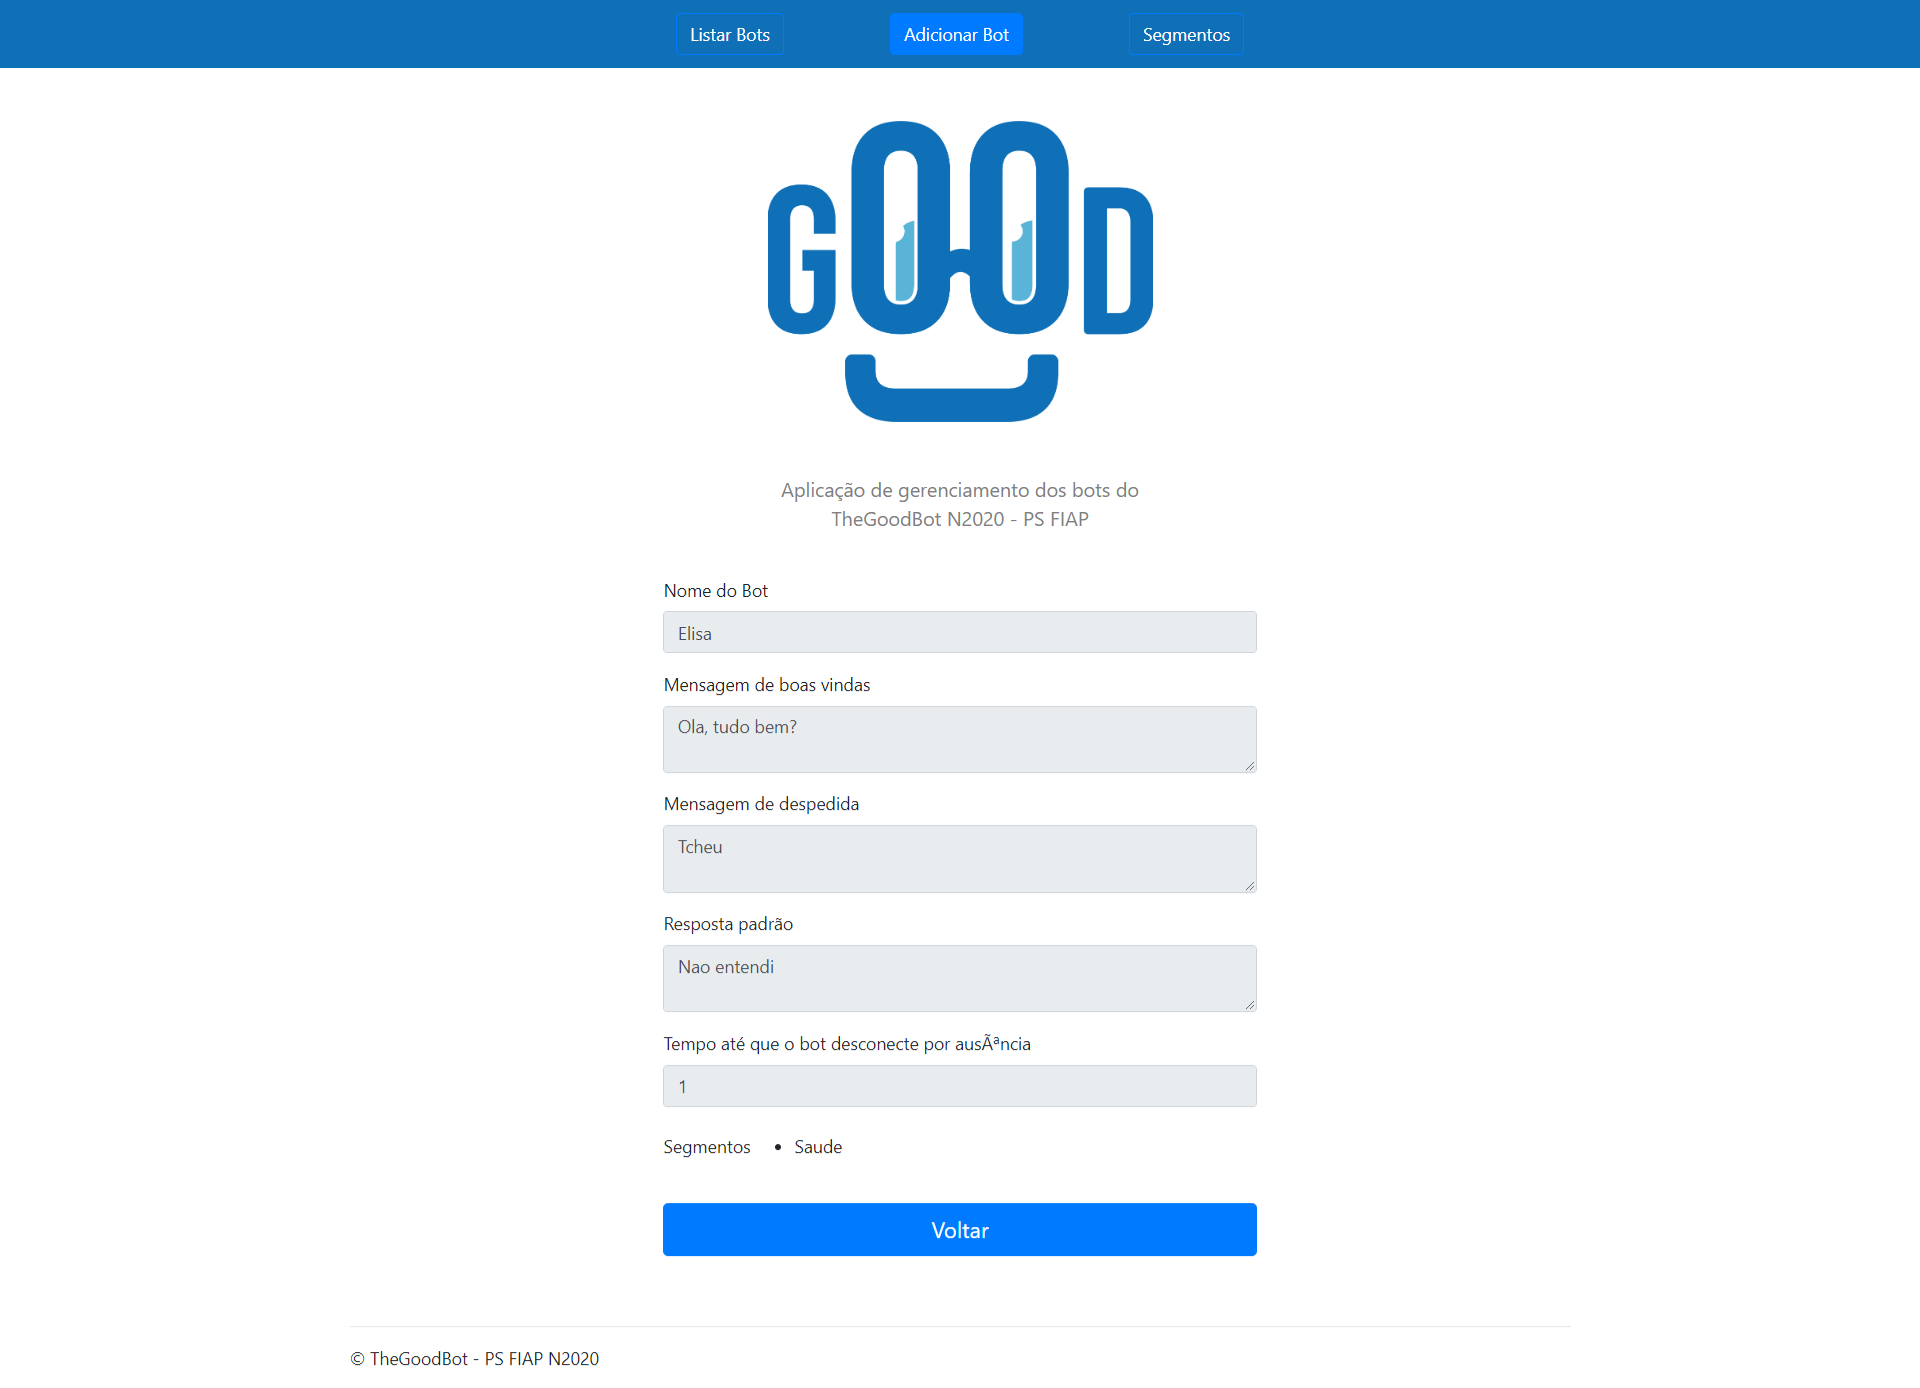 Listar Bots Adicionar Bot Segmentos
GOOD
Aplicação de gerenciamento dos bots do
TheGoodBot N2020 - PS FIAP
Nome do Bot
Elisa
Mensagem de boas vindas
Ola, tudo bem?
Mensagem de despedida
Tcheu
Resposta padrão
Nao entendi
Tempo até que o bot desconecte por ausÃªncia
1
Segmentos • Saude
Voltar
© TheGoodBot - PS FIAP N2020